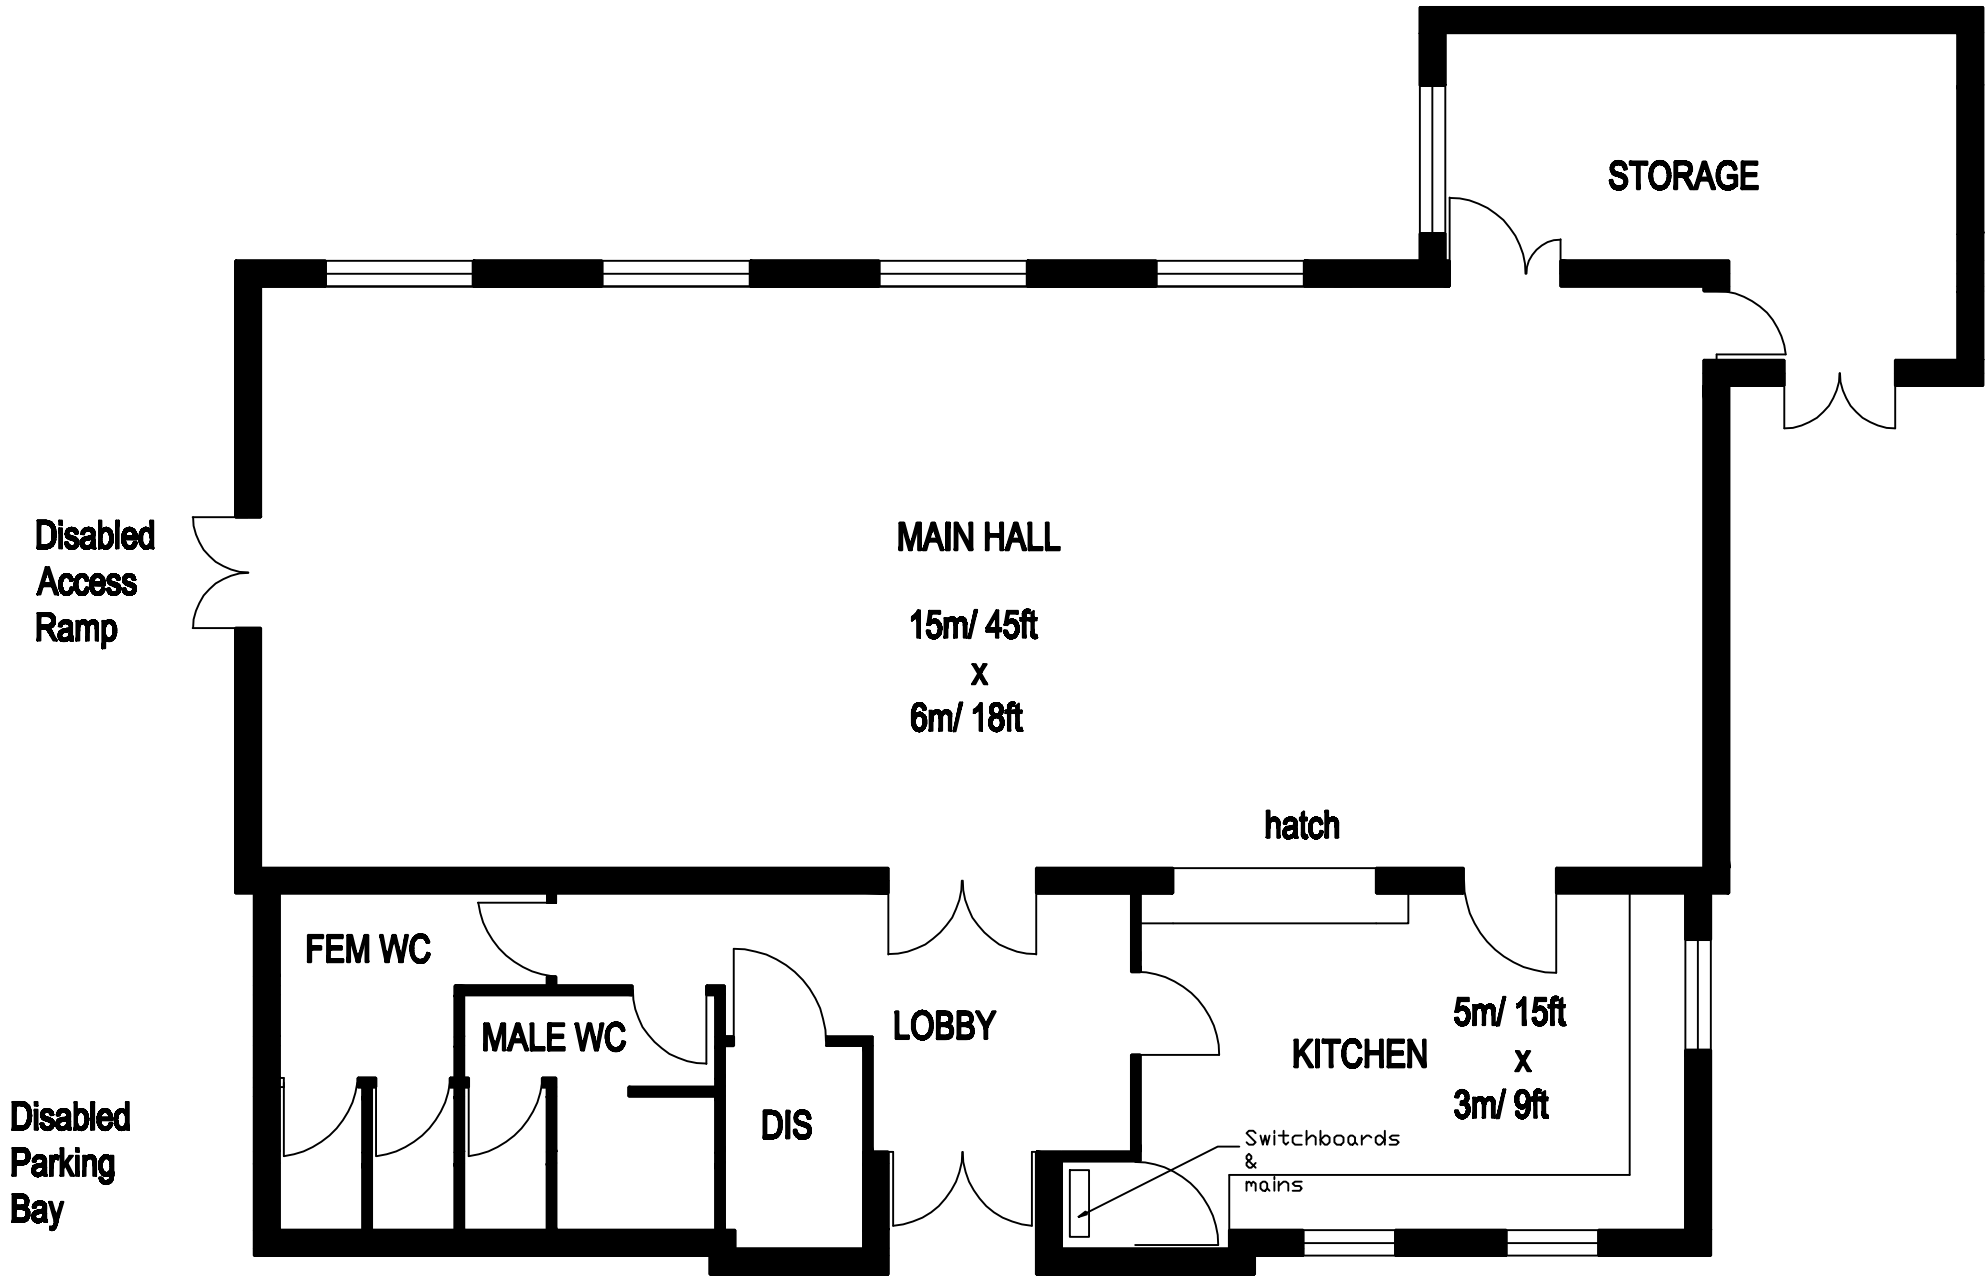 STORAGE
Disabled
Access
Ramp
MAIN HALL
15m/ 45ft
x
6m/ 18ft
hatch
FEM WC
MALE WC
LOBBY
DIS
KITCHEN
5m/ 15ft
x
3m/ 9ft
Switchboards
&
mains
Disabled
Parking
Bay